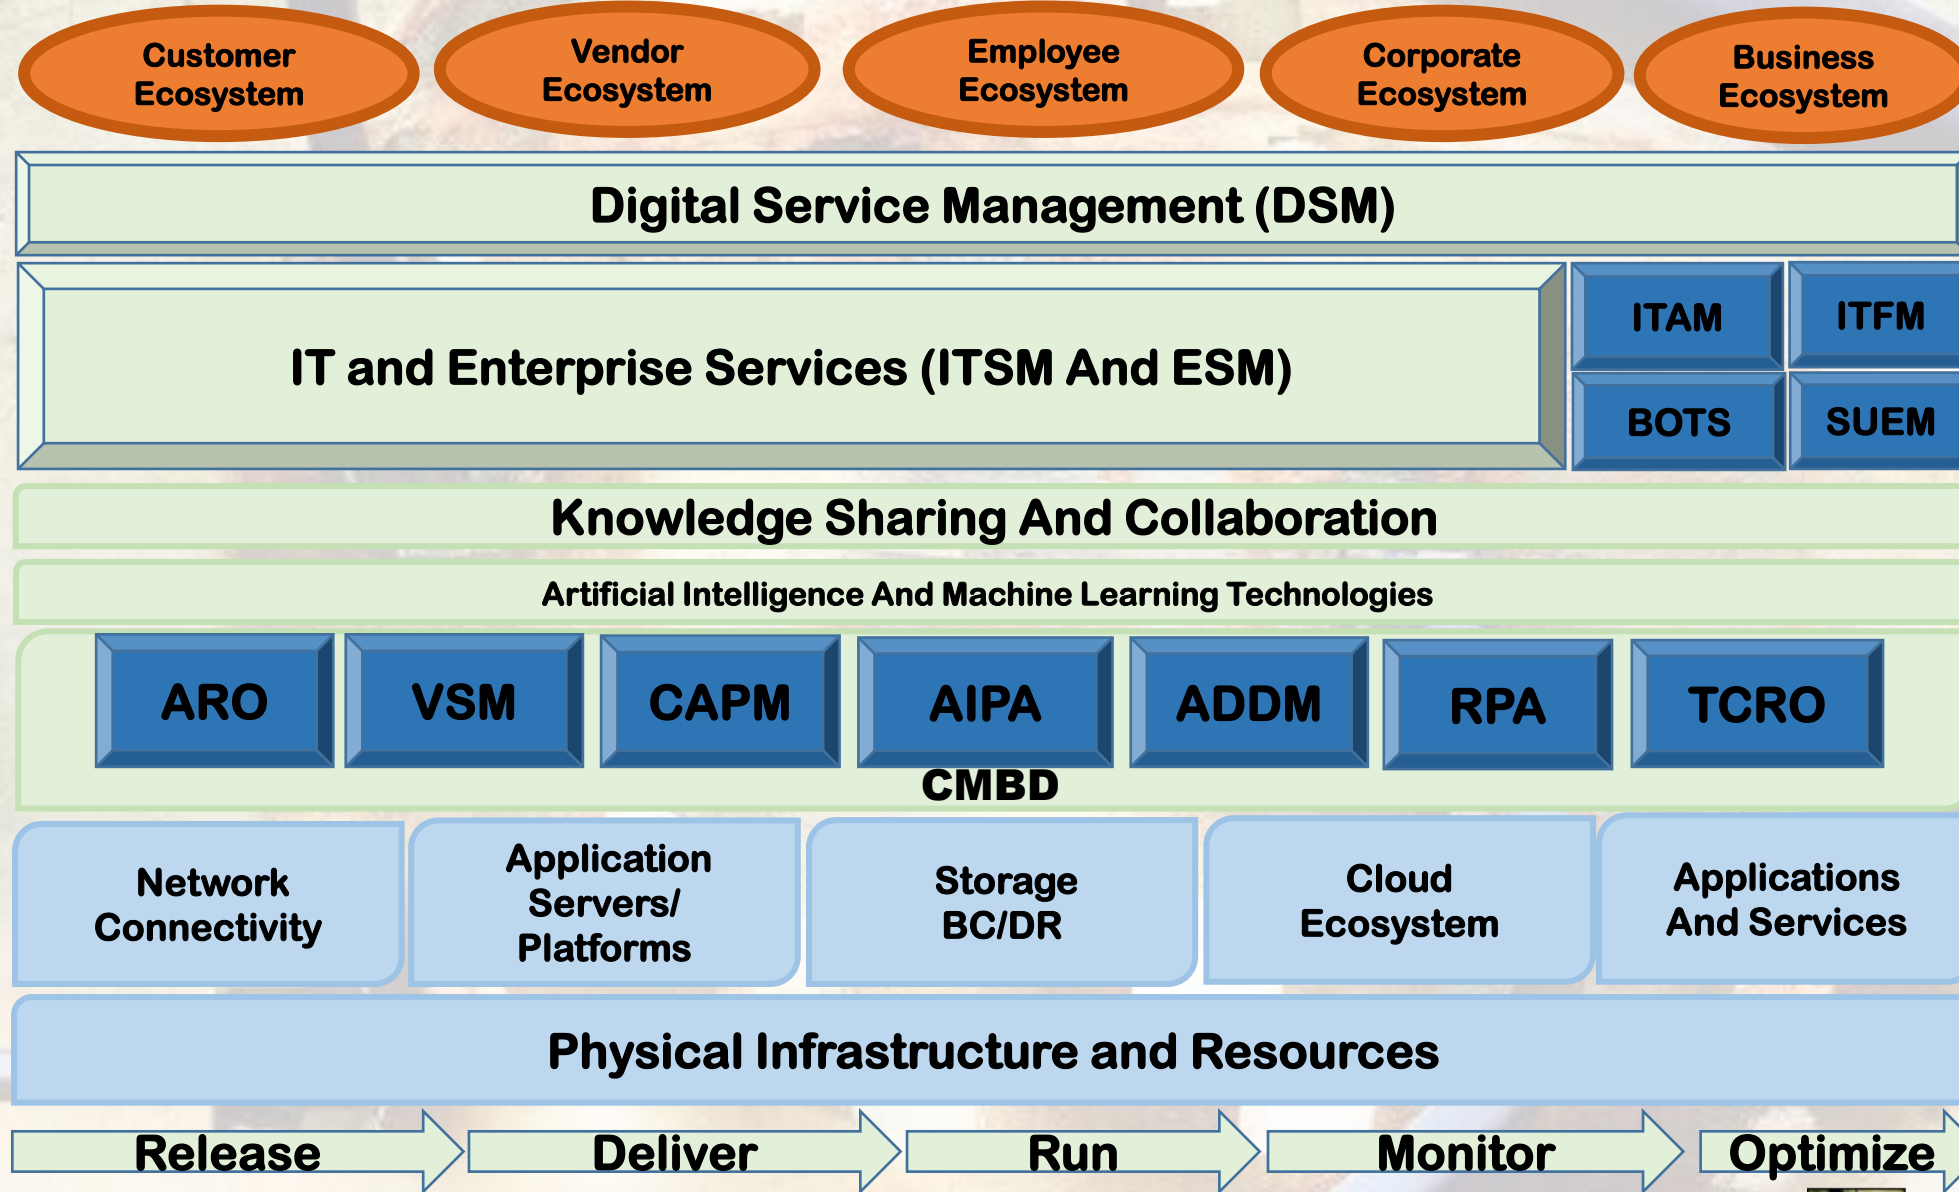 Customer
Ecosystem
Vendor
Ecosystem
Employee
Ecosystem
Corporate
Ecosystem
Business
Ecosystem
Digital Service Management (DSM)
IT and Enterprise Services (ITSM And ESM)
ITAM
ITFM
BOTS
SUEM
Knowledge Sharing And Collaboration
Artificial Intelligence And Machine Learning Technologies
ARO
VSM
CAPM
AIPA
ADDM
RPA
TCRO
CMBD
Network
Connectivity
Application
Servers/
Platforms
Storage
BC/DR
Cloud
Ecosystem
Applications
And Services
Physical Infrastructure and Resources
Release
Deliver
Run
Monitor
Optimize